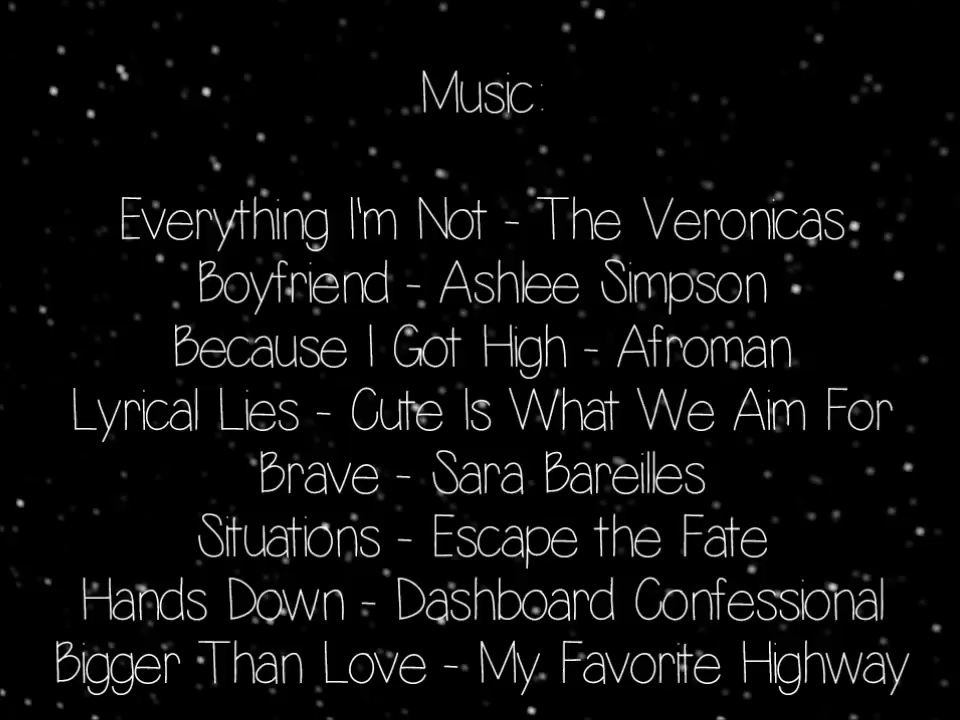 Music:
Everything I'm Not - The Veronicas
Boyfriend - Ashlee Simpson
Because I Got High - Afroman
Lyrical Lies - Cute Is What We Aim For
Brave - Sara Bareilles
Situations - Escape the Fate
Hands Down - Dashboard Confessional
Bigger Than Love - My Favorite Highway